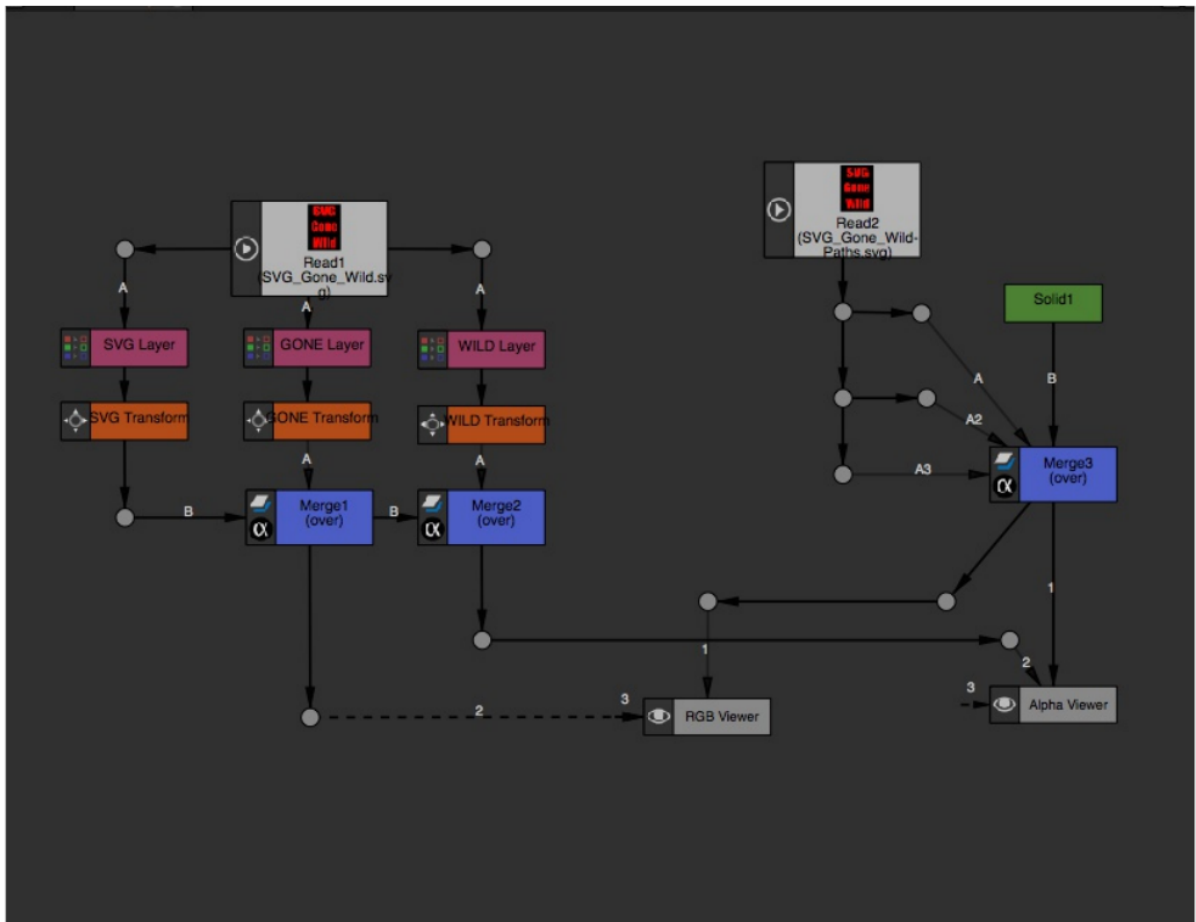 SVG
Gone
Wild
Read1
(SVG_Gone_Wild.sv
g)
SVG
Gone
Wild
Read2
(SVG_Gone_Wild-
Paths.svg)
Solid1
A
A
A
SVG Layer
GONE Layer
WILD Layer
A
B
A2
SVG Transform
GONE Transform
WILD Transform
A
A
A3
Merge3
(over)
B
Merge1
(over)
B
Merge2
(over)
1
1
2
3
2
3
RGB Viewer
Alpha Viewer
2